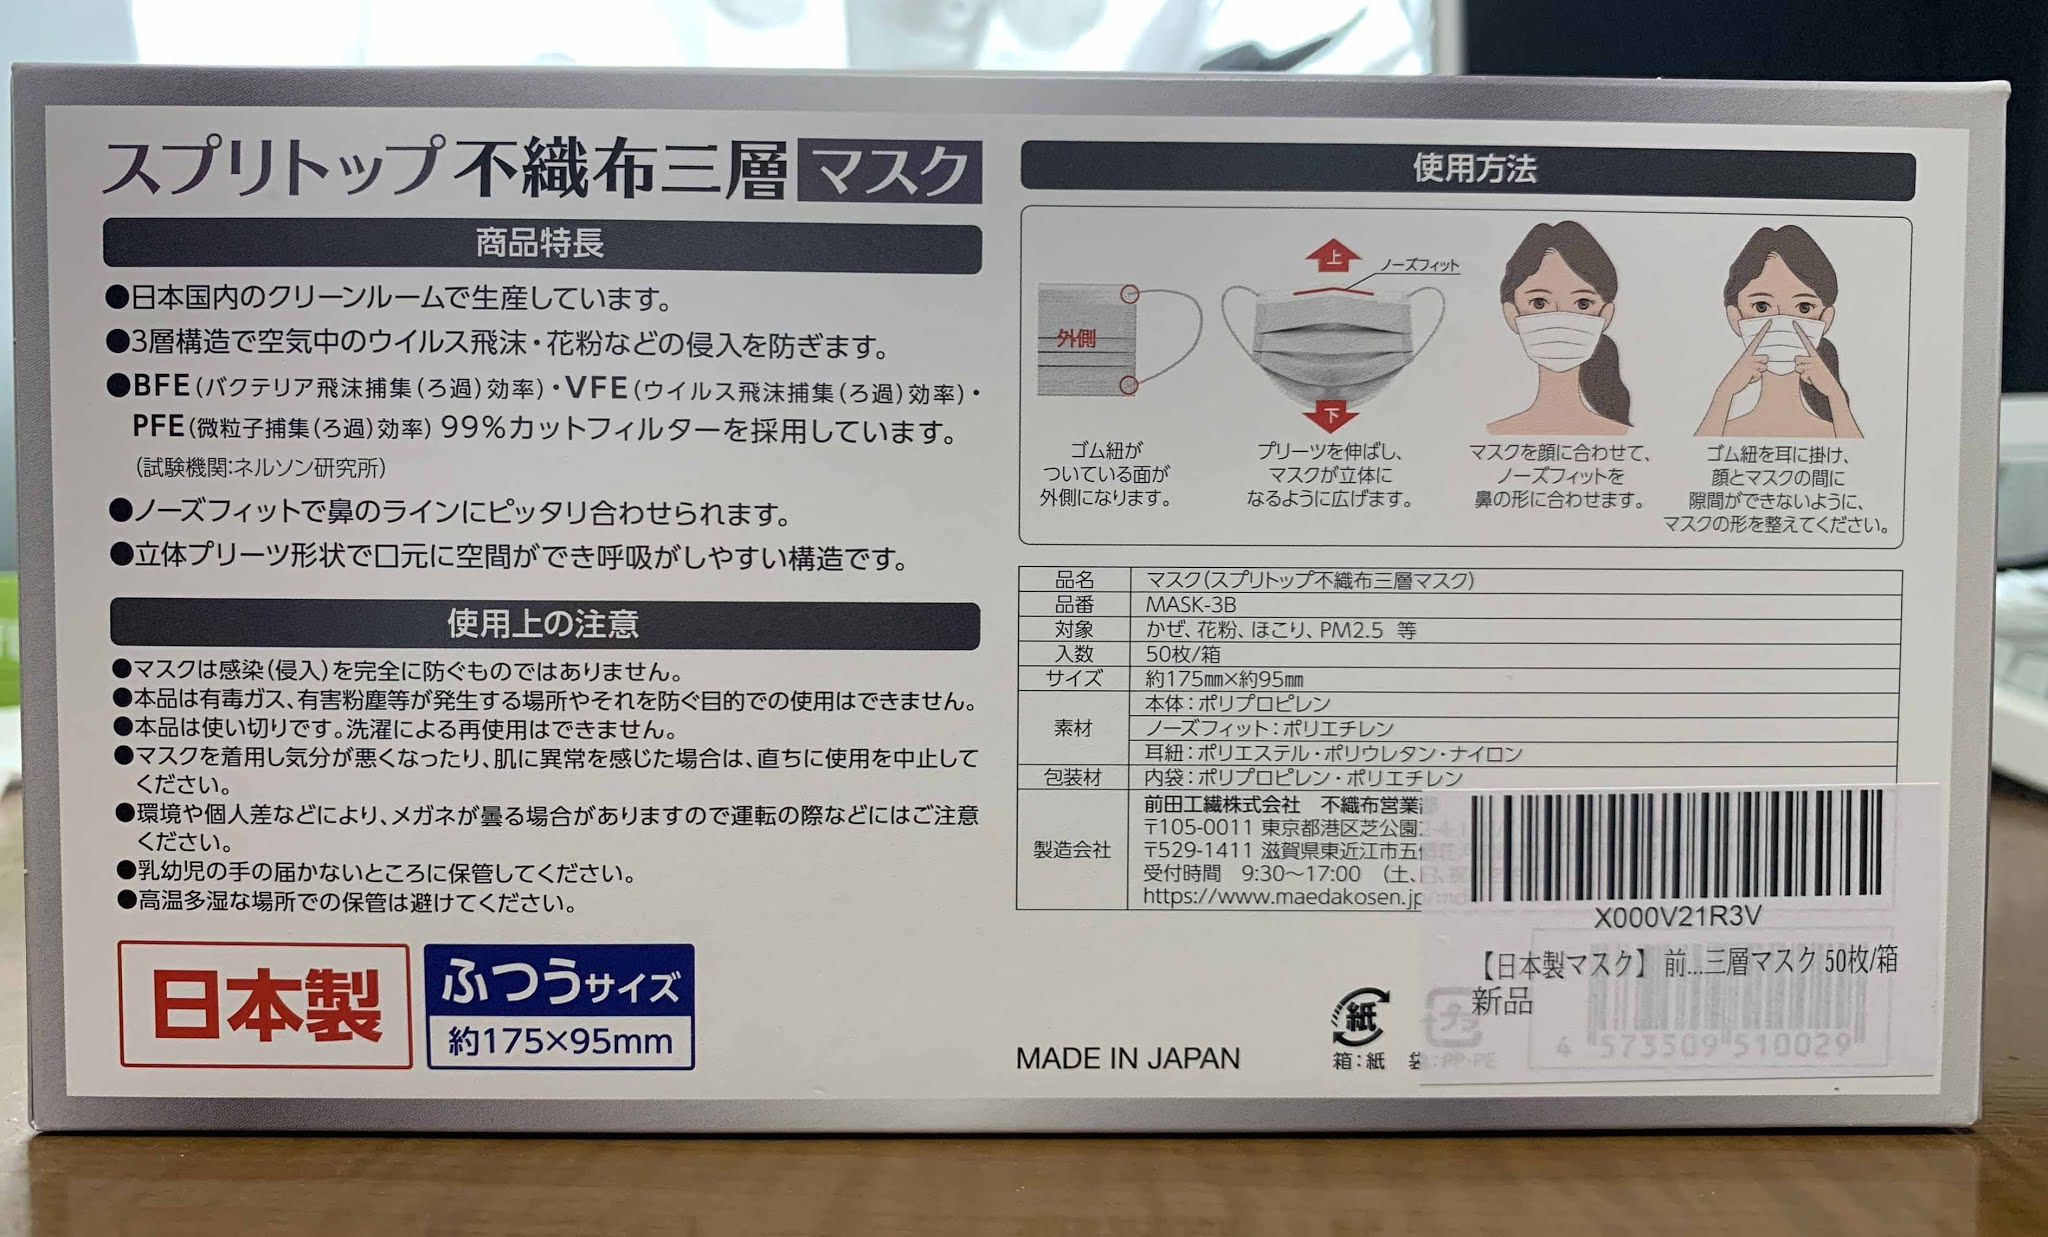 スプリトップ不織布三層マスク
商品特長
●日本国内のクリーンルームで生産しています。
●3層構造で空気中のウイルス飛沫・花粉などの侵入を防ぎます。
●BFE(バクテリア飛沫捕集(ろ過)効率)・VFE(ウイルス飛沫捕集(ろ過)効率)・
PFE(微粒子捕集(ろ過)効率)99%カットフィルターを採用しています。
(試験機関:ネルソン研究所)
●ノーズフィットで鼻のラインにピッタリ合わせられます。
●立体プリーツ形状で口元に空間ができ呼吸がしやすい構造です。
使用上の注意
●マスクは感染(侵入)を完全に防ぐものではありません。
●本品は有毒ガス、有害粉塵等が発生する場所やそれを防ぐ目的での使用はできません。
●本品は使い切りです。洗濯による再使用はできません。
●マスクを着用し気分が悪くなったり、肌に異常を感じた場合は、直ちに使用を中止して
ください。
●環境や個人差などにより、メガネが曇る場合がありますので運転の際などにはご注意
ください。
●乳幼児の手の届かないところに保管してください。
●高温多湿な場所での保管は避けてください。
日本製
ふつうサイズ
約175×95mm
使用方法
外側
ゴム紐が
ついている面が
外側になります。
上
ノーズフィット
下
プリーツを伸ばし、
マスクが立体に
なるように広げます。
マスクを顔に合わせて、
ノーズフィットを
鼻の形に合わせます。
ゴム紐を耳に掛け、
顔とマスクの間に
隙間ができないように、
マスクの形を整えてください。
品名 マスク(スプリトップ不織布三層マスク)
品番 MASK-3B
対象 かぜ、花粉、ほこり、PM2.5 等
入数 50枚/箱
サイズ 約175㎜×約95㎜
素材 本体:ポリプロピレン
ノーズフィット:ポリエチレン
耳紐:ポリエステル・ポリウレタン・ナイロン
包装材 内袋:ポリプロピレン・ポリエチレン
製造会社 前田工繊株式会社 不織布営業部
〒105-0011 東京都港区芝公園
〒529-1411 滋賀県東近江市五個
受付時間 9:30〜17:00 (土、
https://www.maedakosen.jp
X000V21R3V
【日本製マスク】 前...三層マスク 50枚/箱
新品
MADE IN JAPAN
紙
箱:紙 袋:PP・PE
プラ
4 573509 510029